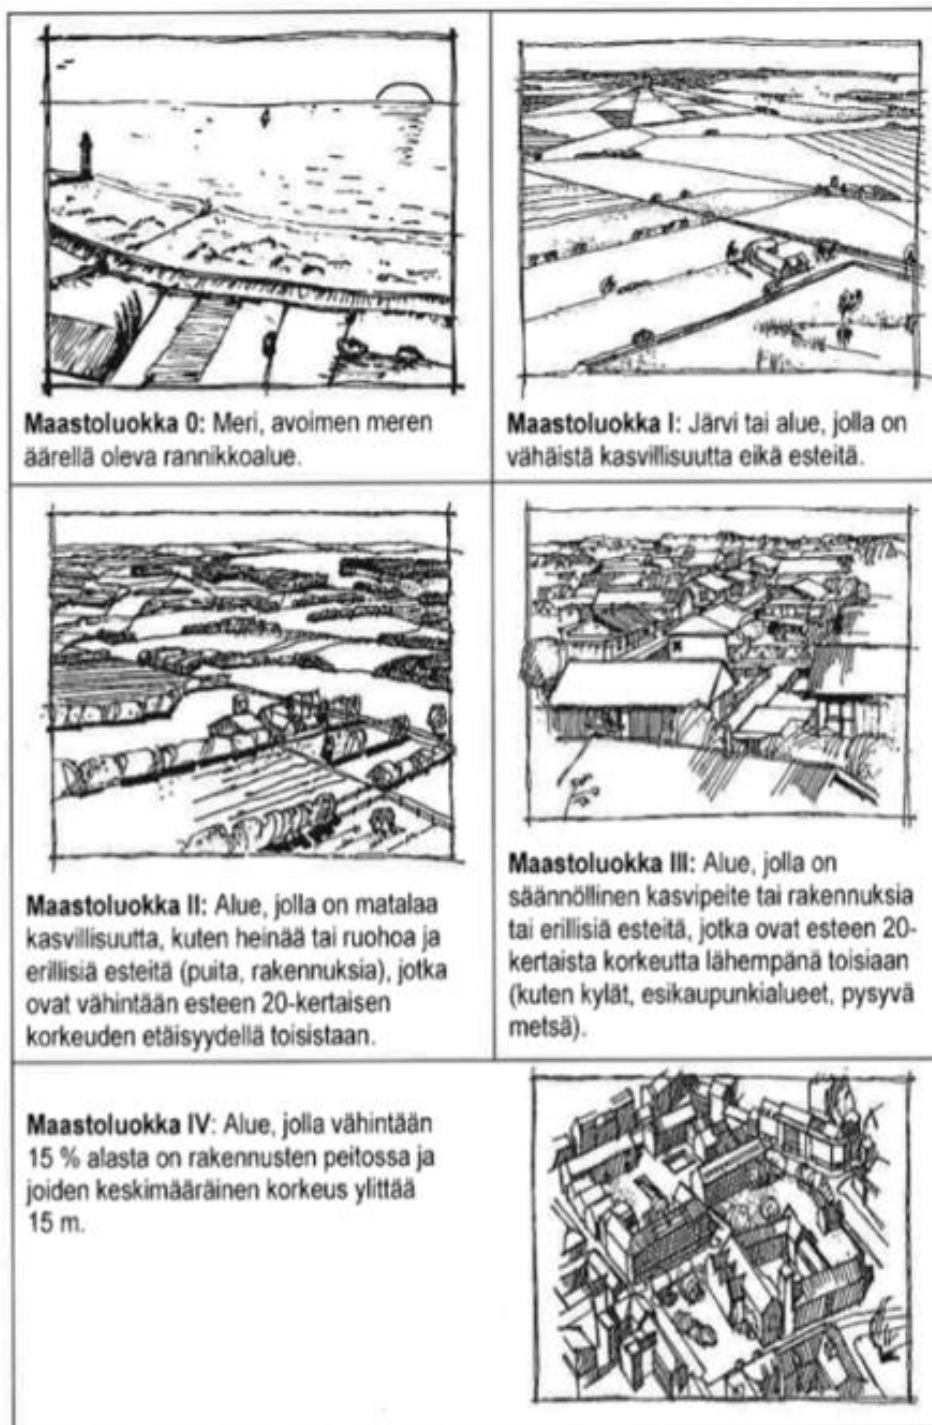 Maastoluokka 0: Meri, avoimen meren
äärellä oleva rannikkoalue.
Maastoluokka I: Järvi tai alue, jolla on
vähäistä kasvillisuutta eikä esteitä.
Maastoluokka II: Alue, jolla on matalaa
kasvillisuutta, kuten heinää tai ruohoa ja
erillisiä esteitä (puita, rakennuksia), jotka
ovat vähintään esteen 20-kertaisen
korkeuden etäisyydellä toisistaan.
Maastoluokka III: Alue, jolla on
säännöllinen kasvipeite tai rakennuksia
tai erillisiä esteitä, jotka ovat esteen 20-
kertaista korkeutta lähempänä toisiaan
(kuten kylät, esikaupunkialueet, pysyvä
metsä).
Maastoluokka IV: Alue, jolla vähintään
15 % alasta on rakennusten peitossa ja
joiden keskimääräinen korkeus ylittää
15 m.